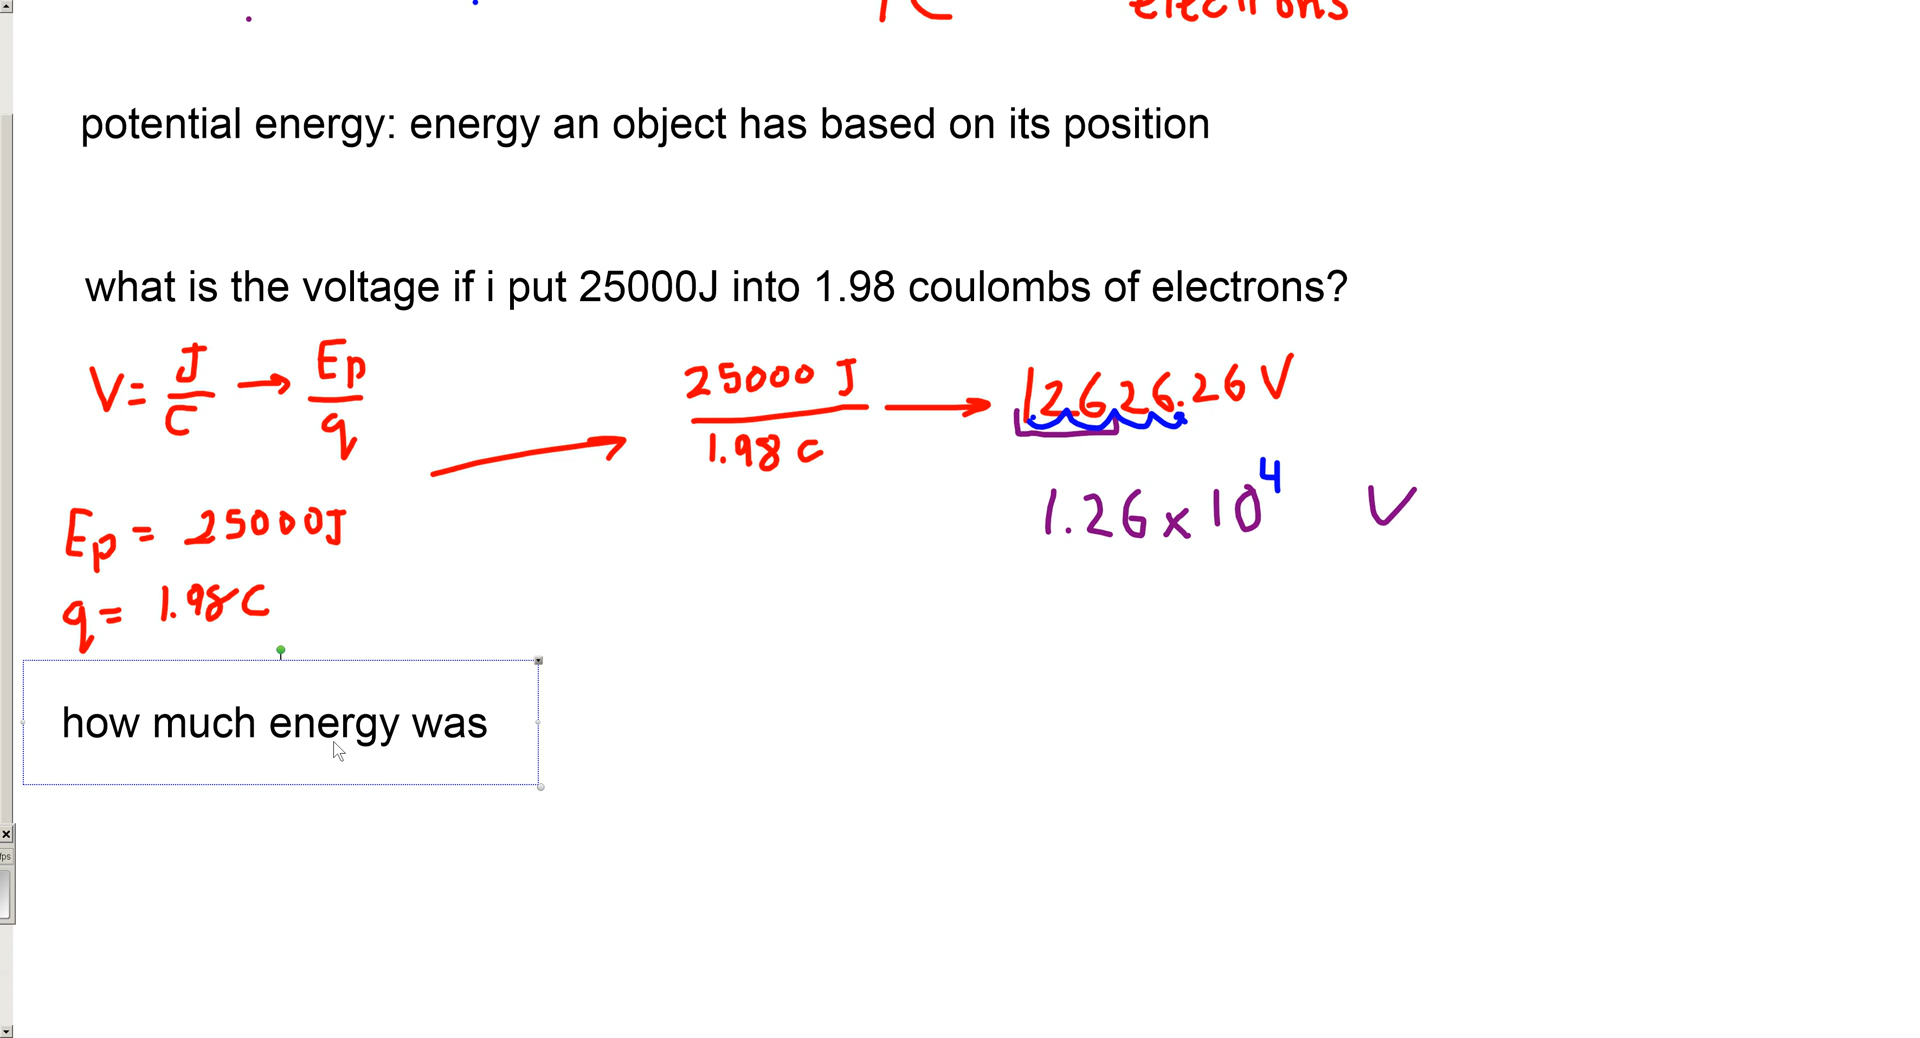 electrons
potential energy: energy an object has based on its position
what is the voltage if i put 25000J into 1.98 coulombs of electrons?
V = J/C → Ep/q
25000 J / 1.98 C → 12626.26 V
1.26 x 10^4 V
Ep = 25000J
q = 1.98C
how much energy was
fps